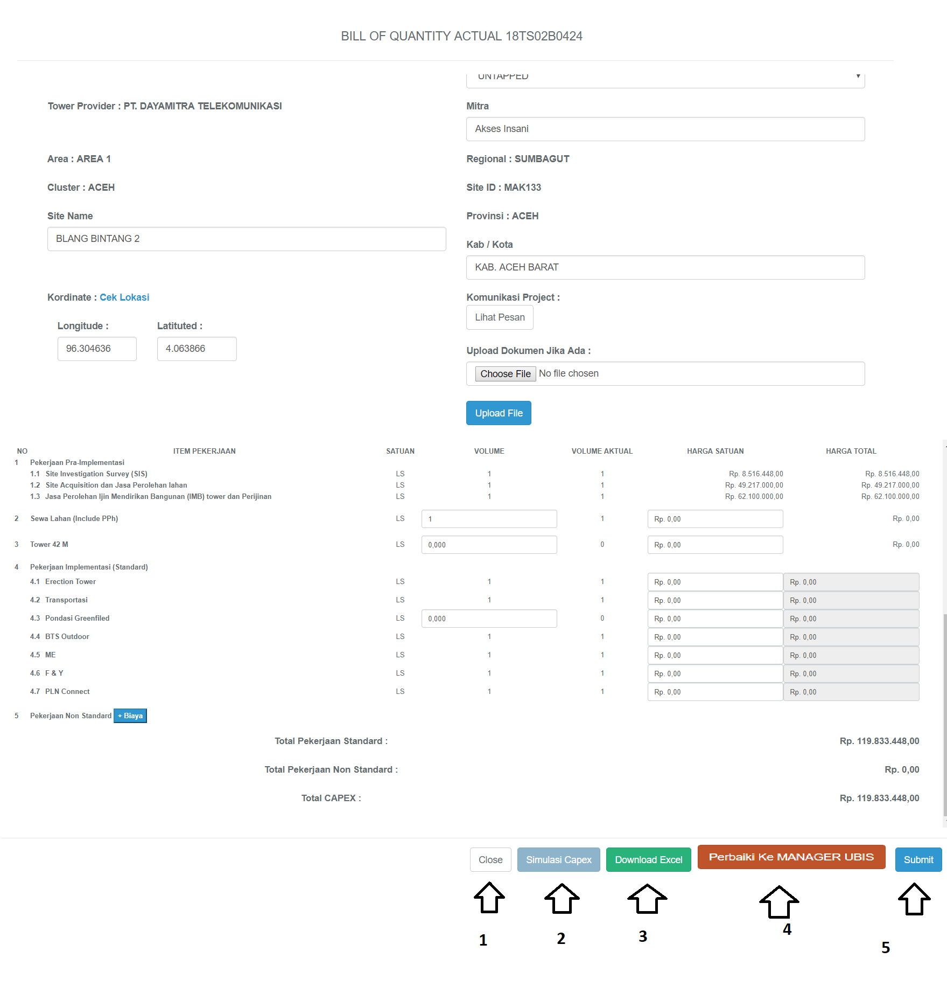 BILL OF QUANTITY ACTUAL 18TS02B0424
UNTAPPED
Tower Provider : PT. DAYAMITRA TELEKOMUNIKASI
Mitra
Akses Insani
Area : AREA 1
Regional : SUMBAGUT
Cluster : ACEH
Site ID : MAK133
Site Name
Provinsi : ACEH
BLANG BINTANG 2
Kab / Kota
KAB. ACEH BARAT
Kordinate : Cek Lokasi
Komunikasi Project :
Lihat Pesan
Longitude : Latituted :
96.304636 4.063866
Upload Dokumen Jika Ada :
Choose File No file chosen
Upload File
NO ITEM PEKERJAAN SATUAN VOLUME VOLUME AKTUAL HARGA SATUAN HARGA TOTAL
1 Pekerjaan Pra-Implementasi
1.1 Site Investigation Survey (SIS) LS 1 1 Rp. 8.516.448,00 Rp. 8.516.448,00
1.2 Site Acquisition dan Jasa Perolehan lahan LS 1 1 Rp. 49.217.000,00 Rp. 49.217.000,00
1.3 Jasa Perolehan Ijin Mendirikan Bangunan (IMB) tower dan Perijinan LS 1 1 Rp. 62.100.000,00 Rp. 62.100.000,00
2 Sewa Lahan (Include PPh) LS 1 1 Rp. 0,00 Rp. 0,00
3 Tower 42 M LS 0,000 0 Rp. 0,00 Rp. 0,00
4 Pekerjaan Implementasi (Standard)
4.1 Erection Tower LS 1 1 Rp. 0,00 Rp. 0,00
4.2 Transportasi LS 1 1 Rp. 0,00 Rp. 0,00
4.3 Pondasi Greenfiled LS 0,000 0 Rp. 0,00 Rp. 0,00
4.4 BTS Outdoor LS 1 1 Rp. 0,00 Rp. 0,00
4.5 ME LS 1 1 Rp. 0,00 Rp. 0,00
4.6 F & Y LS 1 1 Rp. 0,00 Rp. 0,00
4.7 PLN Connect LS 1 1 Rp. 0,00 Rp. 0,00
5 Pekerjaan Non Standard + Biaya
Total Pekerjaan Standard : Rp. 119.833.448,00
Total Pekerjaan Non Standard : Rp. 0,00
Total CAPEX : Rp. 119.833.448,00
Close Simulasi Capex Download Excel Perbaiki Ke MANAGER UBIS Submit
1 2 3 4 5